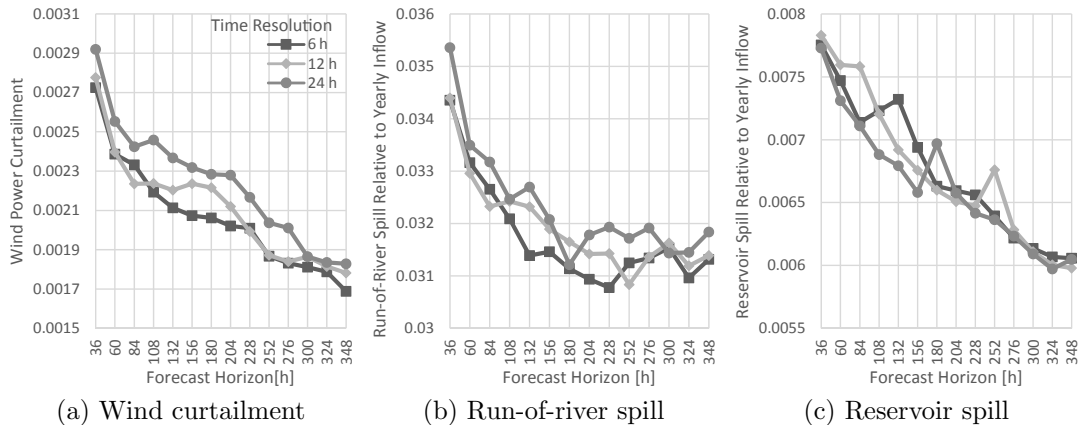 Wind Power Curtailment
0.0031
0.0029
0.0027
0.0025
0.0023
0.0021
0.0019
0.0017
0.0015
Time Resolution
6 h
12 h
24 h
36 60 84 108 132 156 180 204 228 252 276 300 324 348
Forecast Horizon[h]
(a) Wind curtailment
Run-of-River Spill Relative to Yearly Inflow
0.036
0.035
0.034
0.033
0.032
0.031
0.03
36 60 84 108 132 156 180 204 228 252 276 300 324 348
Forecast Horizon [h]
(b) Run-of-river spill
Reservoir Spill Relative to Yearly Inflow
0.008
0.0075
0.007
0.0065
0.006
0.0055
36 60 84 108 132 156 180 204 228 252 276 300 324 348
Forecast Horizon [h]
(c) Reservoir spill